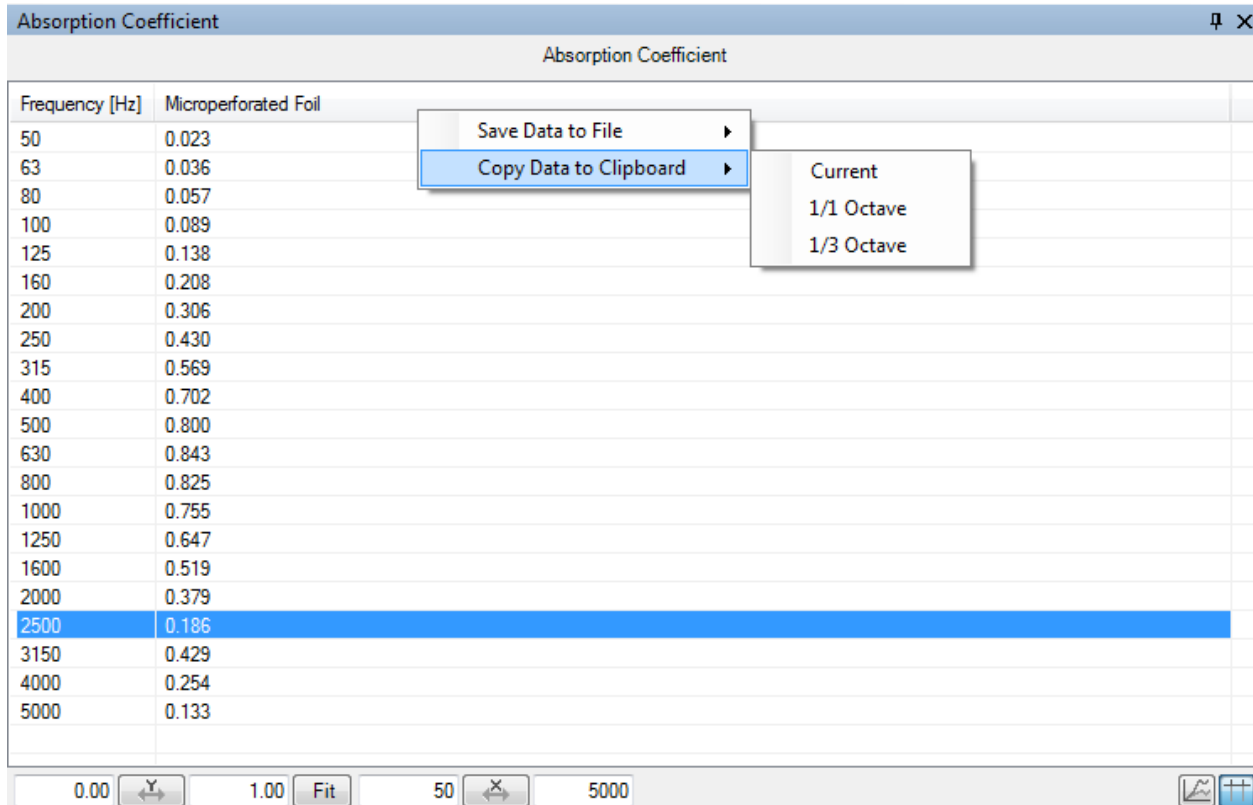 Absorption Coefficient
Absorption Coefficient
Frequency [Hz] Microperforated Foil
Save Data to File
Copy Data to Clipboard
Current
1/1 Octave
1/3 Octave
50 0.023
63 0.036
80 0.057
100 0.089
125 0.138
160 0.208
200 0.306
250 0.430
315 0.569
400 0.702
500 0.800
630 0.843
800 0.825
1000 0.755
1250 0.647
1600 0.519
2000 0.379
2500 0.186
3150 0.429
4000 0.254
5000 0.133
0.00 Y 1.00 Fit 50 X 5000